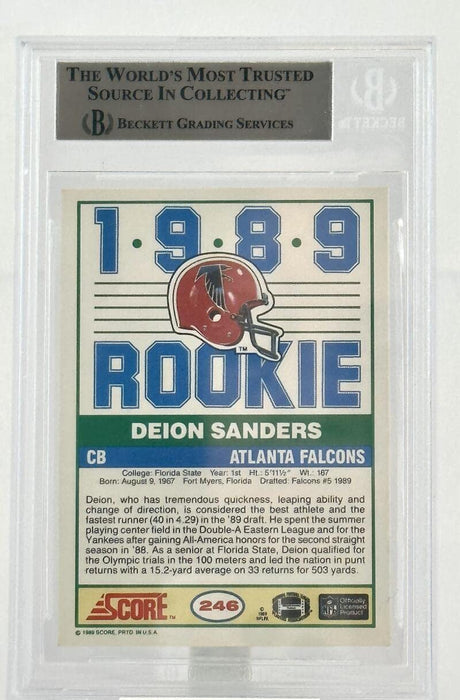 THE WORLD'S MOST TRUSTED
SOURCE IN COLLECTING™
B BECKETT GRADING SERVICES
BECKETT
1·9·8·9
TM
ROOKIE
DEION SANDERS
CB ATLANTA FALCONS
College: Florida State Year: 1st Ht.: 5'11½" Wt.: 187
Born: August 9, 1967 Fort Myers, Florida Drafted: Falcons #5 1989
Deion, who has tremendous quickness, leaping ability and
change of direction, is considered the best athlete and the
fastest runner (40 in 4.29) in the '89 draft. He spent the summer
playing center field in the Double-A Eastern League and for the
Yankees after gaining All-America honors for the second straight
season in '88. As a senior at Florida State, Deion qualified for
the Olympic trials in the 100 meters and led the nation in punt
returns with a 15.2-yard average on 33 returns for 503 yards.
SCORE™ 246 © 1989 NFLPA NFL Officially Licensed Product
© 1989 SCORE, PRTD. IN U.S.A.